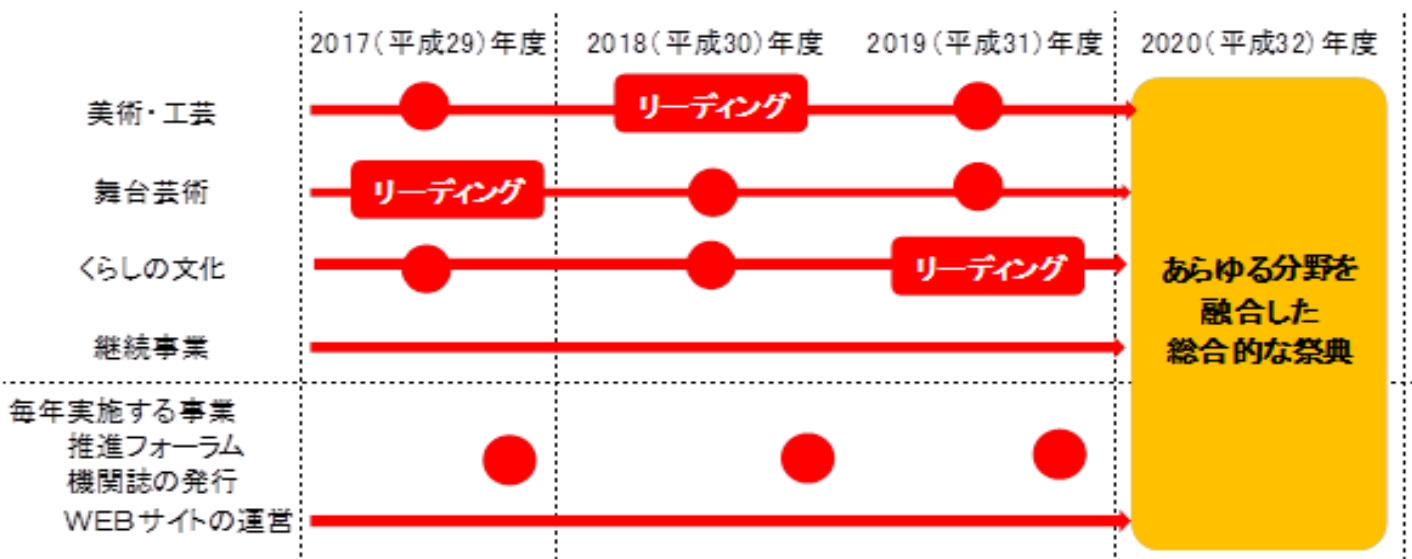 2017（平成29）年度
2018（平成30）年度
2019（平成31）年度
2020（平成32）年度
美術・工芸
リーディング
舞台芸術
リーディング
くらしの文化
リーディング
継続事業
あらゆる分野を
融合した
総合的な祭典
毎年実施する事業
推進フォーラム
機関誌の発行
WEBサイトの運営